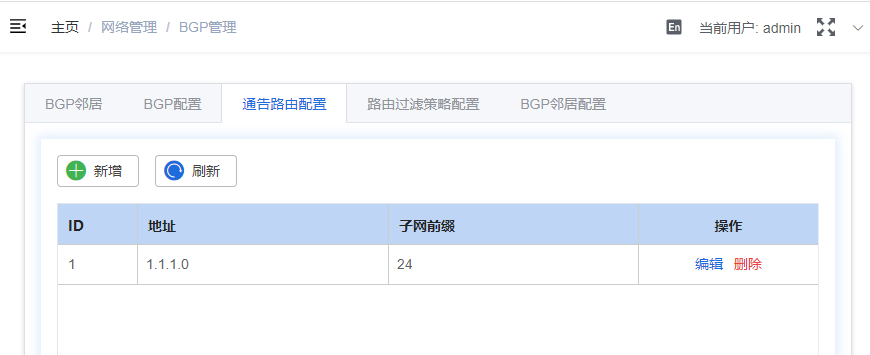 主页 / 网络管理 / BGP管理 En 当前用户: admin
BGP邻居 BGP配置 通告路由配置 路由过滤策略配置 BGP邻居配置
新增 刷新
ID 地址 子网前缀 操作
1 1.1.1.0 24 编辑 删除